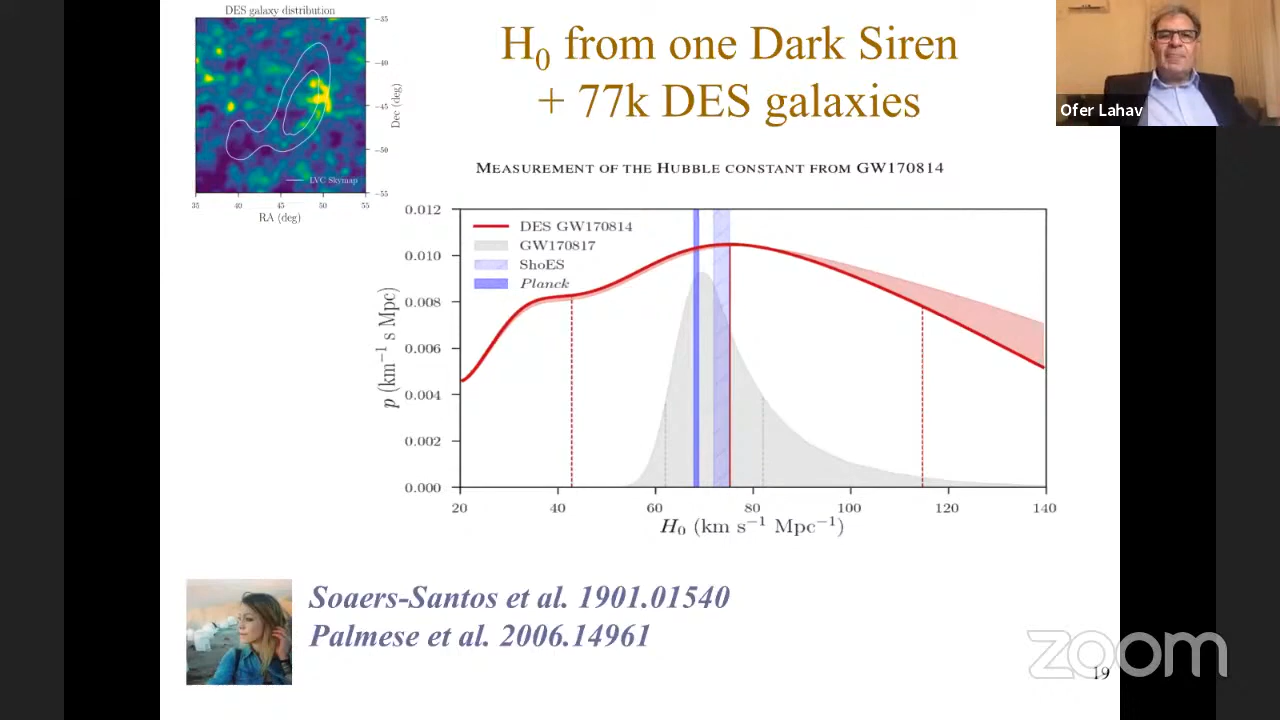 DES galaxy distribution
−35
−40
−45
−50
−55
Dec (deg)
LVC Skymap
35 40 45 50 55
RA (deg)
H₀ from one Dark Siren
+ 77k DES galaxies
Ofer Lahav
MEASUREMENT OF THE HUBBLE CONSTANT FROM GW170814
DES GW170814
GW170817
ShoES
Planck
0.012
0.010
0.008
0.006
0.004
0.002
0.000
p (km⁻¹ s Mpc)
20 40 60 80 100 120 140
H₀ (km s⁻¹ Mpc⁻¹)
Soaers-Santos et al. 1901.01540
Palmese et al. 2006.14961
zoom
19